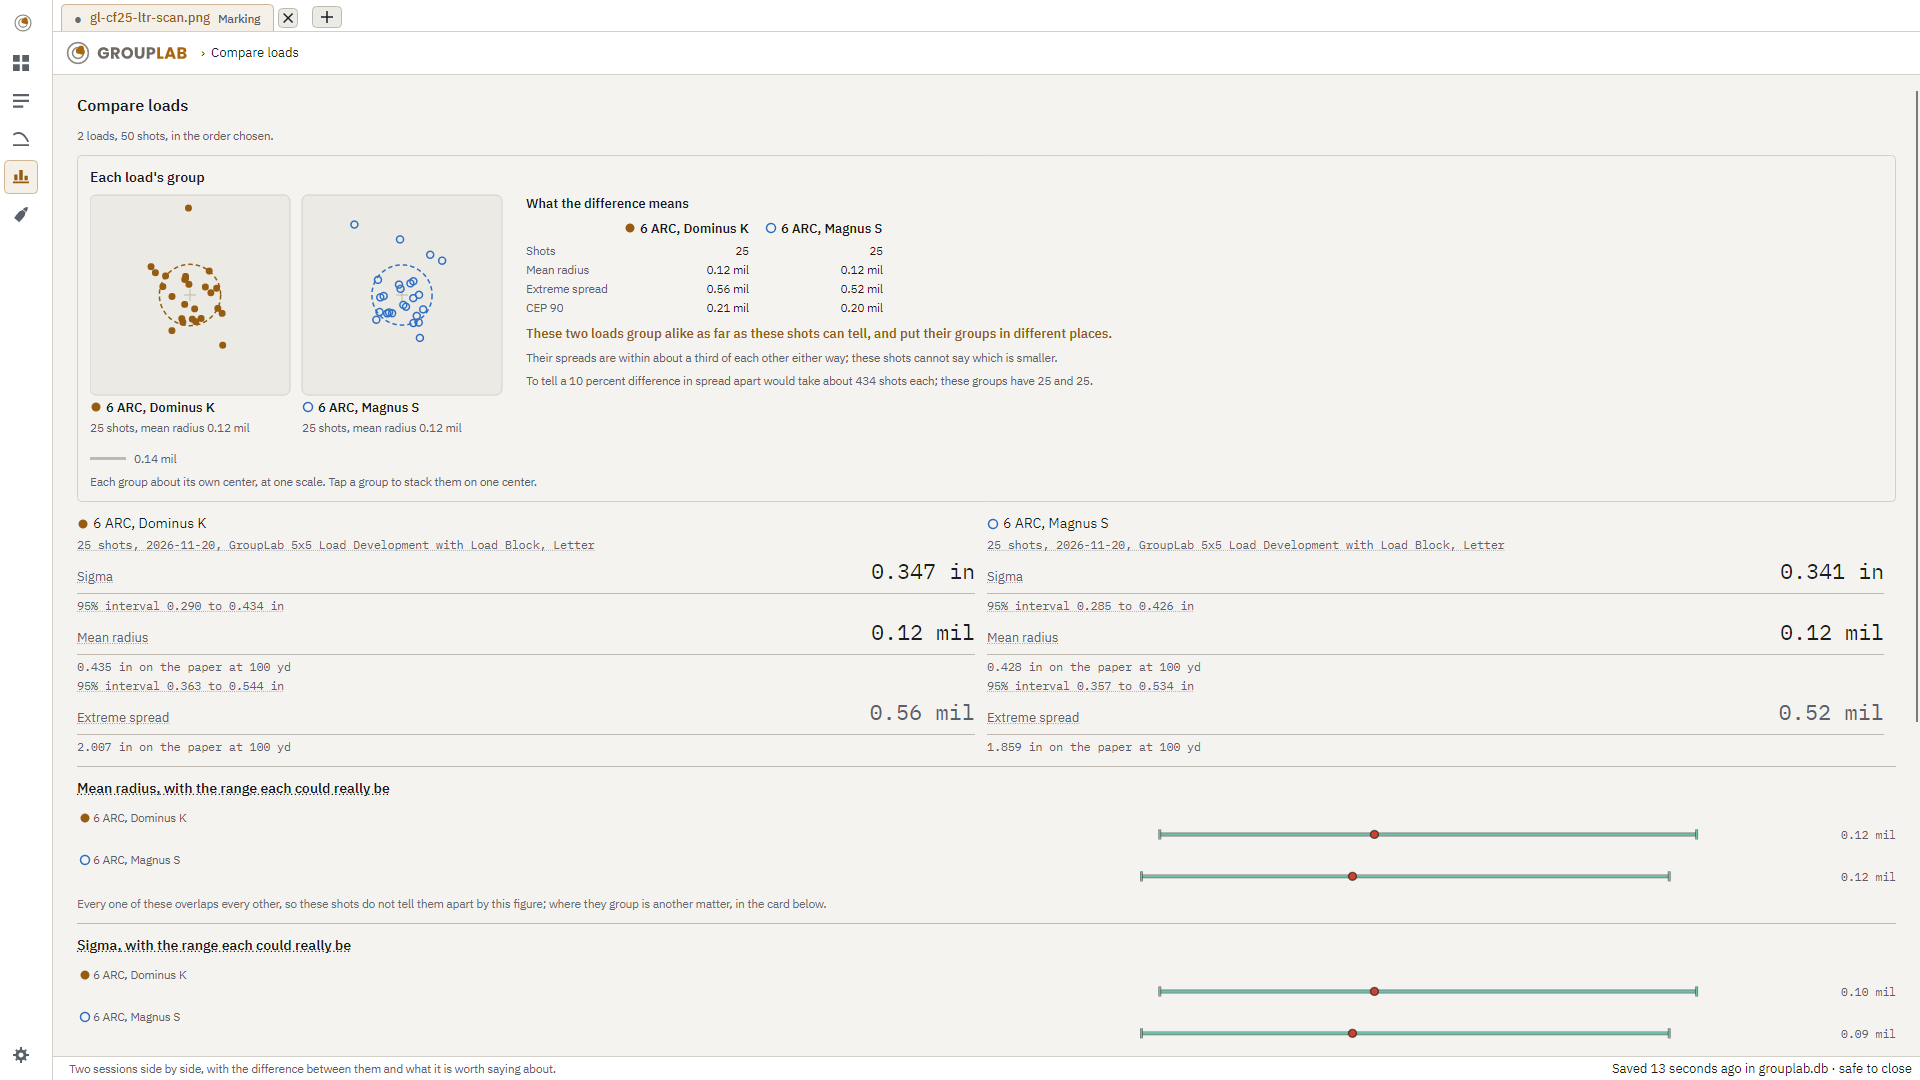 gl-cf25-ltr-scan.png Marking
GROUPLAB › Compare loads
Compare loads
2 loads, 50 shots, in the order chosen.
Each load's group
What the difference means
6 ARC, Dominus K 6 ARC, Magnus S
Shots 25 25
Mean radius 0.12 mil 0.12 mil
Extreme spread 0.56 mil 0.52 mil
CEP 90 0.21 mil 0.20 mil
These two loads group alike as far as these shots can tell, and put their groups in different places.
Their spreads are within about a third of each other either way; these shots cannot say which is smaller.
To tell a 10 percent difference in spread apart would take about 434 shots each; these groups have 25 and 25.
6 ARC, Dominus K 6 ARC, Magnus S
25 shots, mean radius 0.12 mil 25 shots, mean radius 0.12 mil
0.14 mil
Each group about its own center, at one scale. Tap a group to stack them on one center.
6 ARC, Dominus K
25 shots, 2026-11-20, GroupLab 5x5 Load Development with Load Block, Letter
Sigma 0.347 in
95% interval 0.290 to 0.434 in
Mean radius 0.12 mil
0.435 in on the paper at 100 yd
95% interval 0.363 to 0.544 in
Extreme spread 0.56 mil
2.007 in on the paper at 100 yd
6 ARC, Magnus S
25 shots, 2026-11-20, GroupLab 5x5 Load Development with Load Block, Letter
Sigma 0.341 in
95% interval 0.285 to 0.426 in
Mean radius 0.12 mil
0.428 in on the paper at 100 yd
95% interval 0.357 to 0.534 in
Extreme spread 0.52 mil
1.859 in on the paper at 100 yd
Mean radius, with the range each could really be
6 ARC, Dominus K
0.12 mil
6 ARC, Magnus S
0.12 mil
Every one of these overlaps every other, so these shots do not tell them apart by this figure; where they group is another matter, in the card below.
Sigma, with the range each could really be
6 ARC, Dominus K
0.10 mil
6 ARC, Magnus S
0.09 mil
Two sessions side by side, with the difference between them and what it is worth saying about.
Saved 13 seconds ago in grouplab.db · safe to close